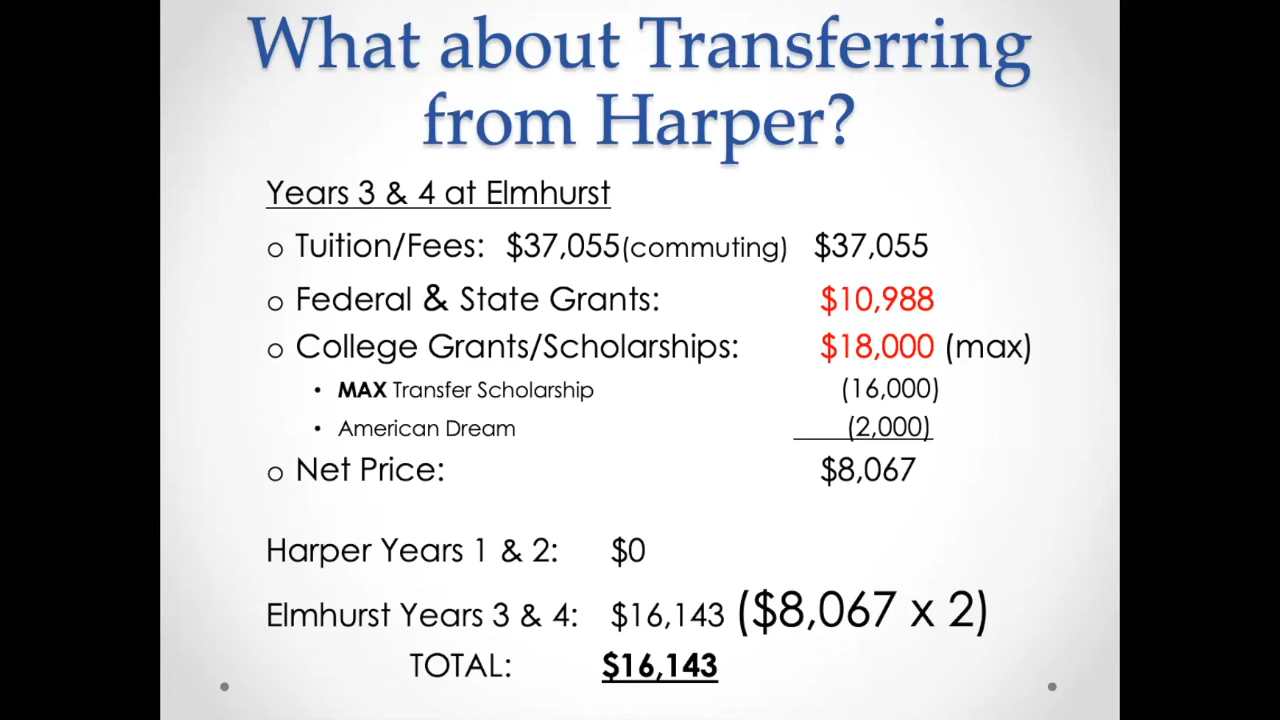 What about Transferring
from Harper?
Years 3 & 4 at Elmhurst
o Tuition/Fees: $37,055(commuting) $37,055
o Federal & State Grants: $10,988
o College Grants/Scholarships: $18,000 (max)
• MAX Transfer Scholarship (16,000)
• American Dream (2,000)
o Net Price: $8,067
Harper Years 1 & 2: $0
Elmhurst Years 3 & 4: $16,143 ($8,067 x 2)
TOTAL: $16,143